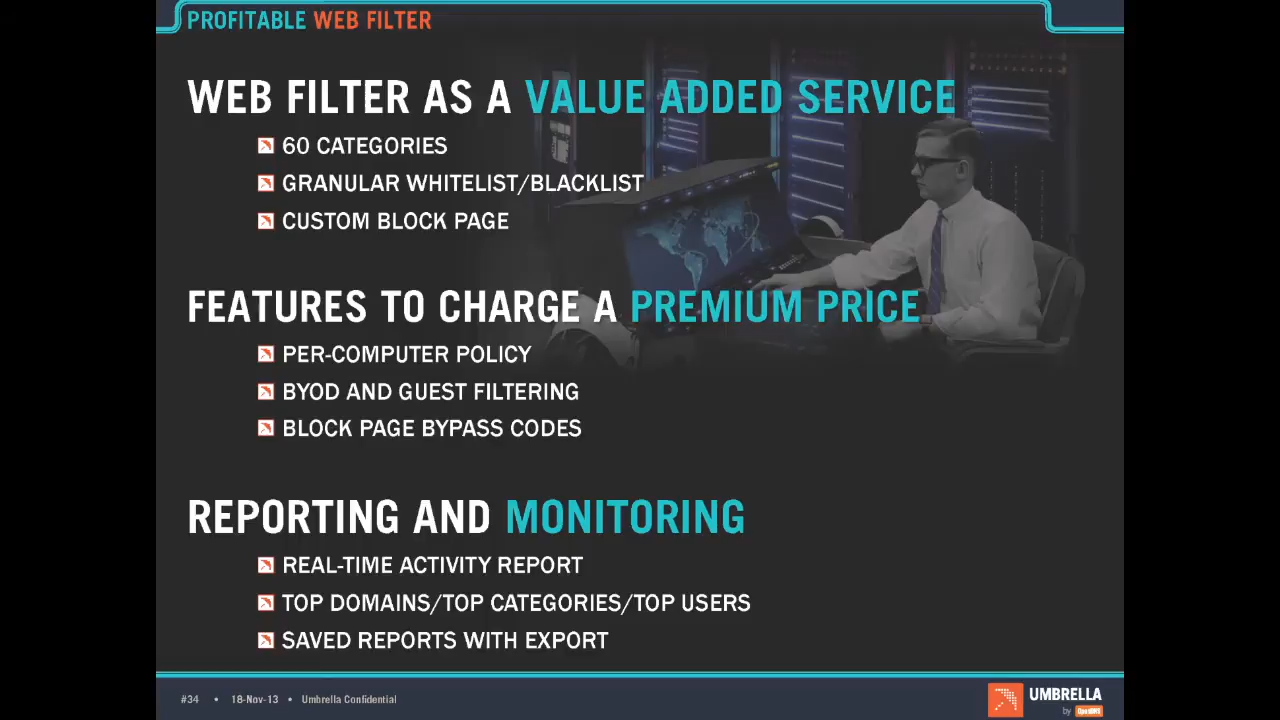 PROFITABLE WEB FILTER
WEB FILTER AS A VALUE ADDED SERVICE
60 CATEGORIES
GRANULAR WHITELIST/BLACKLIST
CUSTOM BLOCK PAGE
FEATURES TO CHARGE A PREMIUM PRICE
PER-COMPUTER POLICY
BYOD AND GUEST FILTERING
BLOCK PAGE BYPASS CODES
REPORTING AND MONITORING
REAL-TIME ACTIVITY REPORT
TOP DOMAINS/TOP CATEGORIES/TOP USERS
SAVED REPORTS WITH EXPORT
#34 • 18-Nov-13 • Umbrella Confidential
UMBRELLA
by OpenDNS